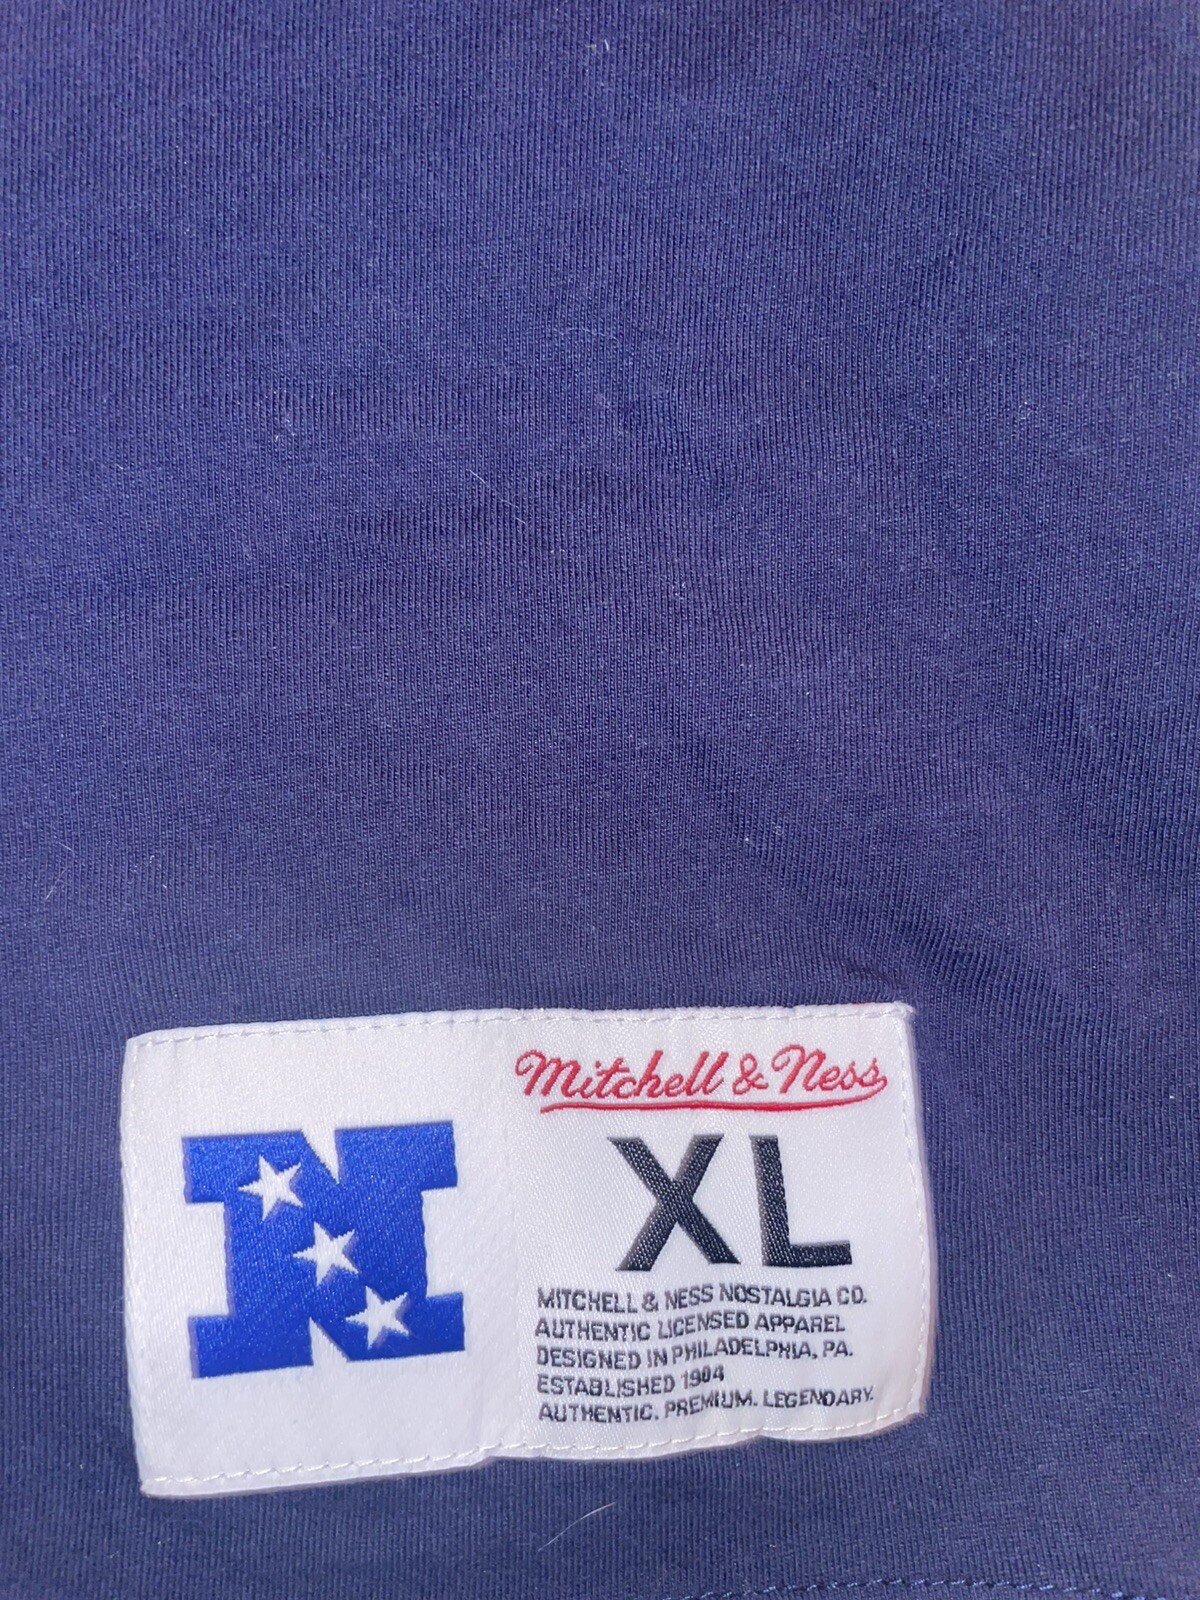 N
Mitchell & Ness
XL
MITCHELL & NESS NOSTALGIA CO.
AUTHENTIC LICENSED APPAREL
DESIGNED IN PHILADELPHIA, PA.
ESTABLISHED 1904
AUTHENTIC. PREMIUM. LEGENDARY.